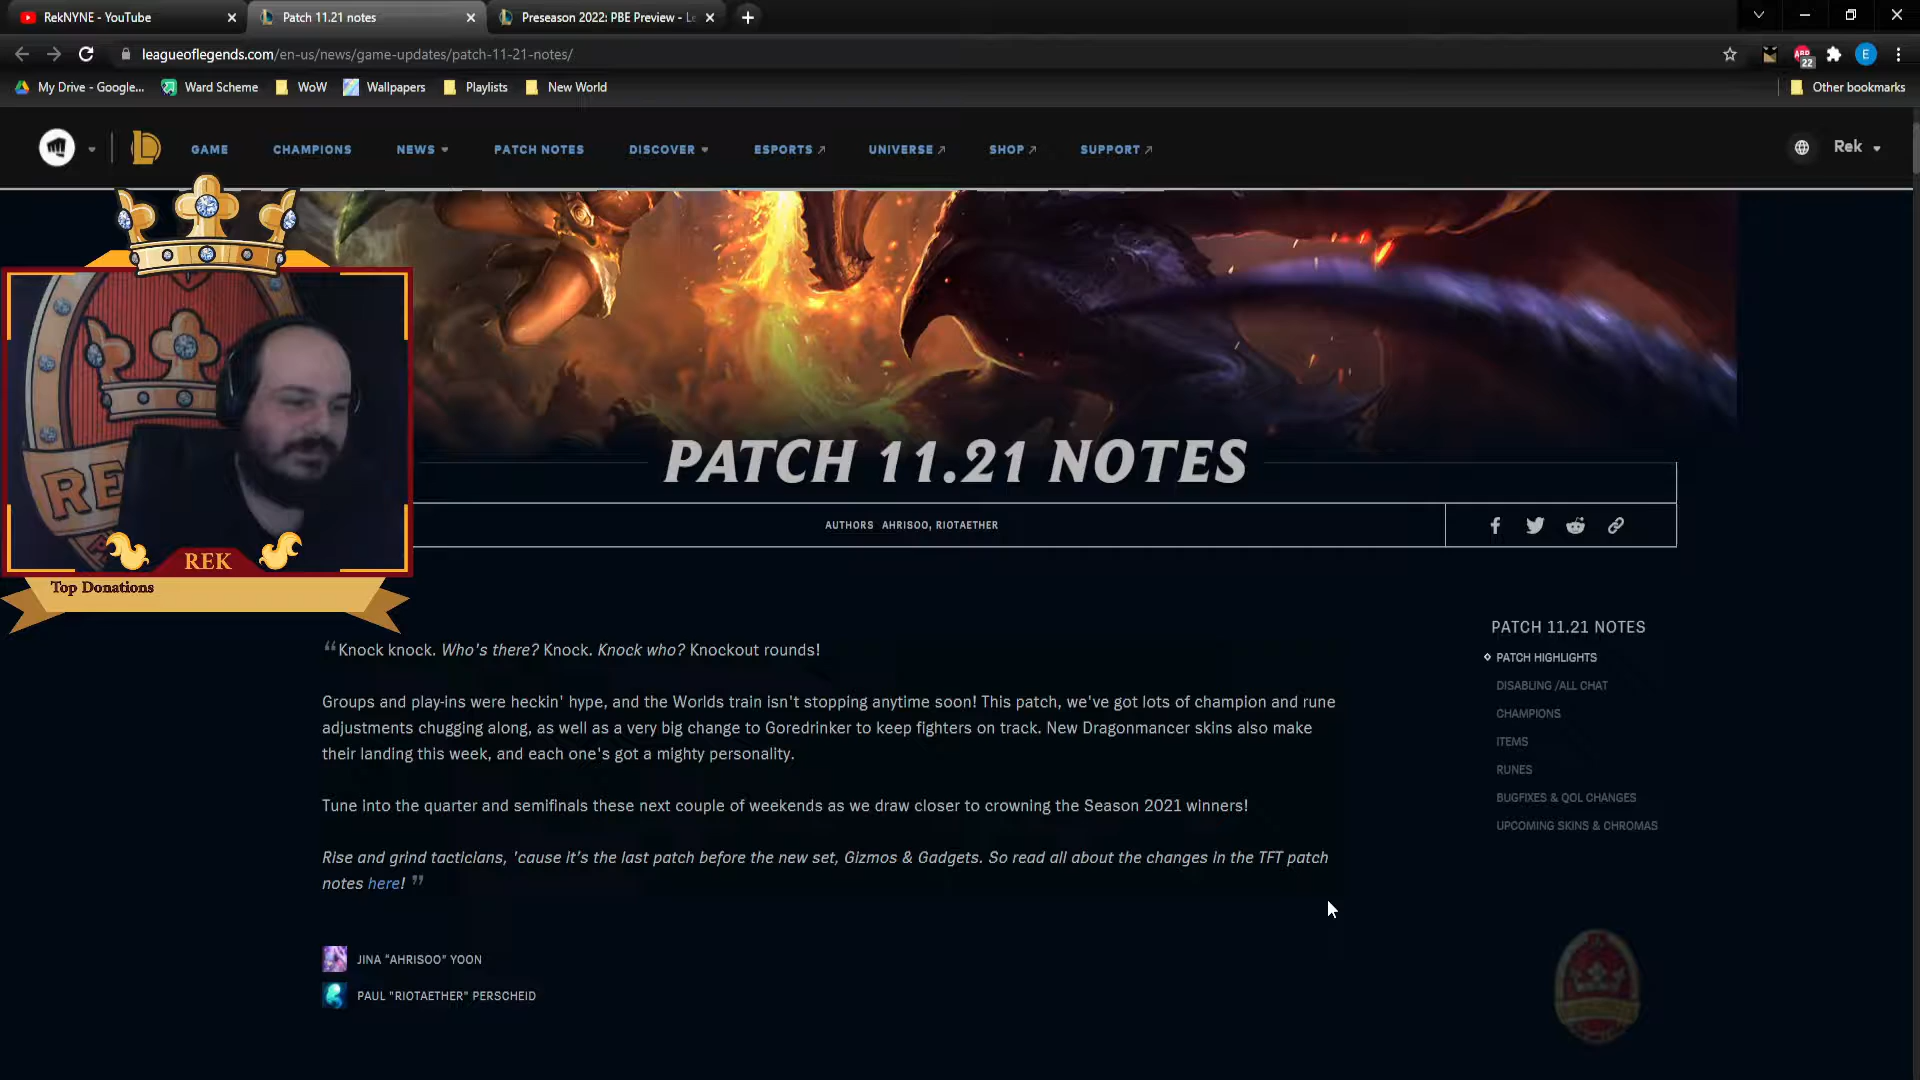 RekNYNE - YouTube
Patch 11.21 notes
Preseason 2022: PBE Preview - Le
leagueoflegends.com/en-us/news/game-updates/patch-11-21-notes/
ABP
22
E
My Drive - Google...
Ward Scheme
WoW
Wallpapers
Playlists
New World
Other bookmarks
GAME
CHAMPIONS
NEWS
PATCH NOTES
DISCOVER
ESPORTS
UNIVERSE
SHOP
SUPPORT
Rek
RE
REK
Top Donations
PATCH 11.21 NOTES
AUTHORS AHRISOO, RIOTAETHER
“Knock knock. Who's there? Knock. Knock who? Knockout rounds!
Groups and play-ins were heckin' hype, and the Worlds train isn't stopping anytime soon! This patch, we've got lots of champion and rune
adjustments chugging along, as well as a very big change to Goredrinker to keep fighters on track. New Dragonmancer skins also make
their landing this week, and each one's got a mighty personality.
Tune into the quarter and semifinals these next couple of weekends as we draw closer to crowning the Season 2021 winners!
Rise and grind tacticians, 'cause it's the last patch before the new set, Gizmos & Gadgets. So read all about the changes in the TFT patch
notes here! ”
JINA “AHRISOO” YOON
PAUL "RIOTAETHER" PERSCHEID
PATCH 11.21 NOTES
PATCH HIGHLIGHTS
DISABLING /ALL CHAT
CHAMPIONS
ITEMS
RUNES
BUGFIXES & QOL CHANGES
UPCOMING SKINS & CHROMAS